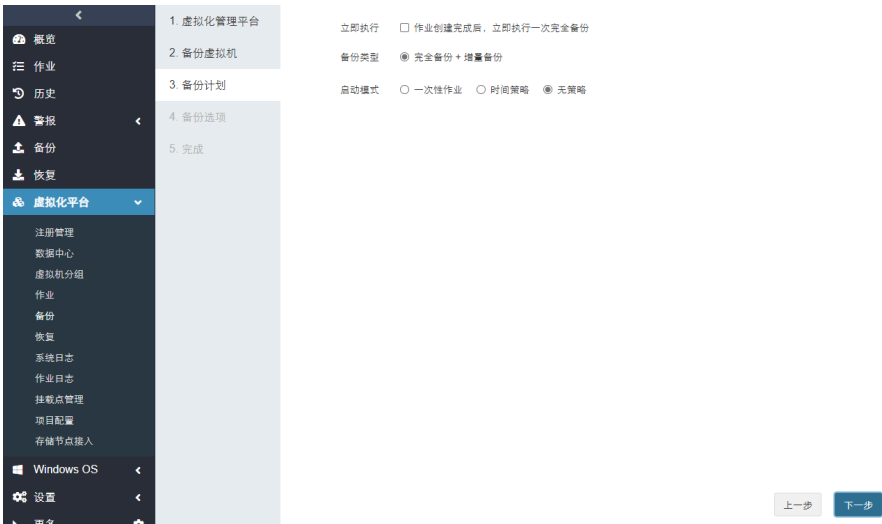 概览
作业
历史
警报
备份
恢复
虚拟化平台
注册管理
数据中心
虚拟机分组
作业
备份
恢复
系统日志
作业日志
挂载点管理
项目配置
存储节点接入
Windows OS
设置
更多
1. 虚拟化管理平台
2. 备份虚拟机
3. 备份计划
4. 备份选项
5. 完成
立即执行 作业创建完成后，立即执行一次完全备份
备份类型 完全备份 + 增量备份
启动模式 一次性作业 时间策略 无策略
上一步 下一步